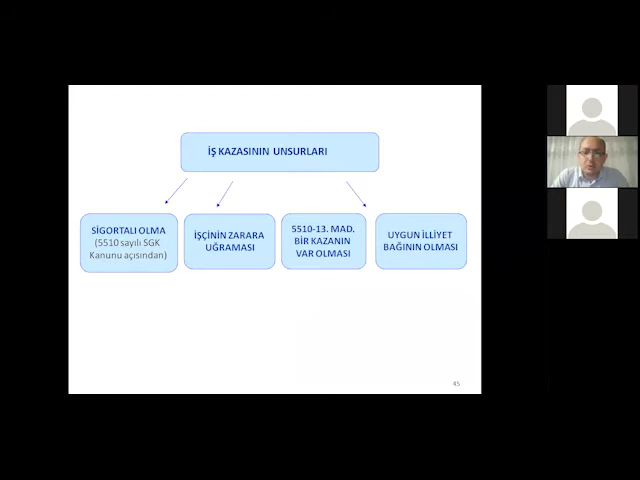 İŞ KAZASININ UNSURLARI
SİGORTALI OLMA
(5510 sayılı SGK
Kanunu açısından)
İŞÇİNİN ZARARA
UĞRAMASI
5510-13. MAD.
BİR KAZANIN
VAR OLMASI
UYGUN İLLİYET
BAĞININ OLMASI
45